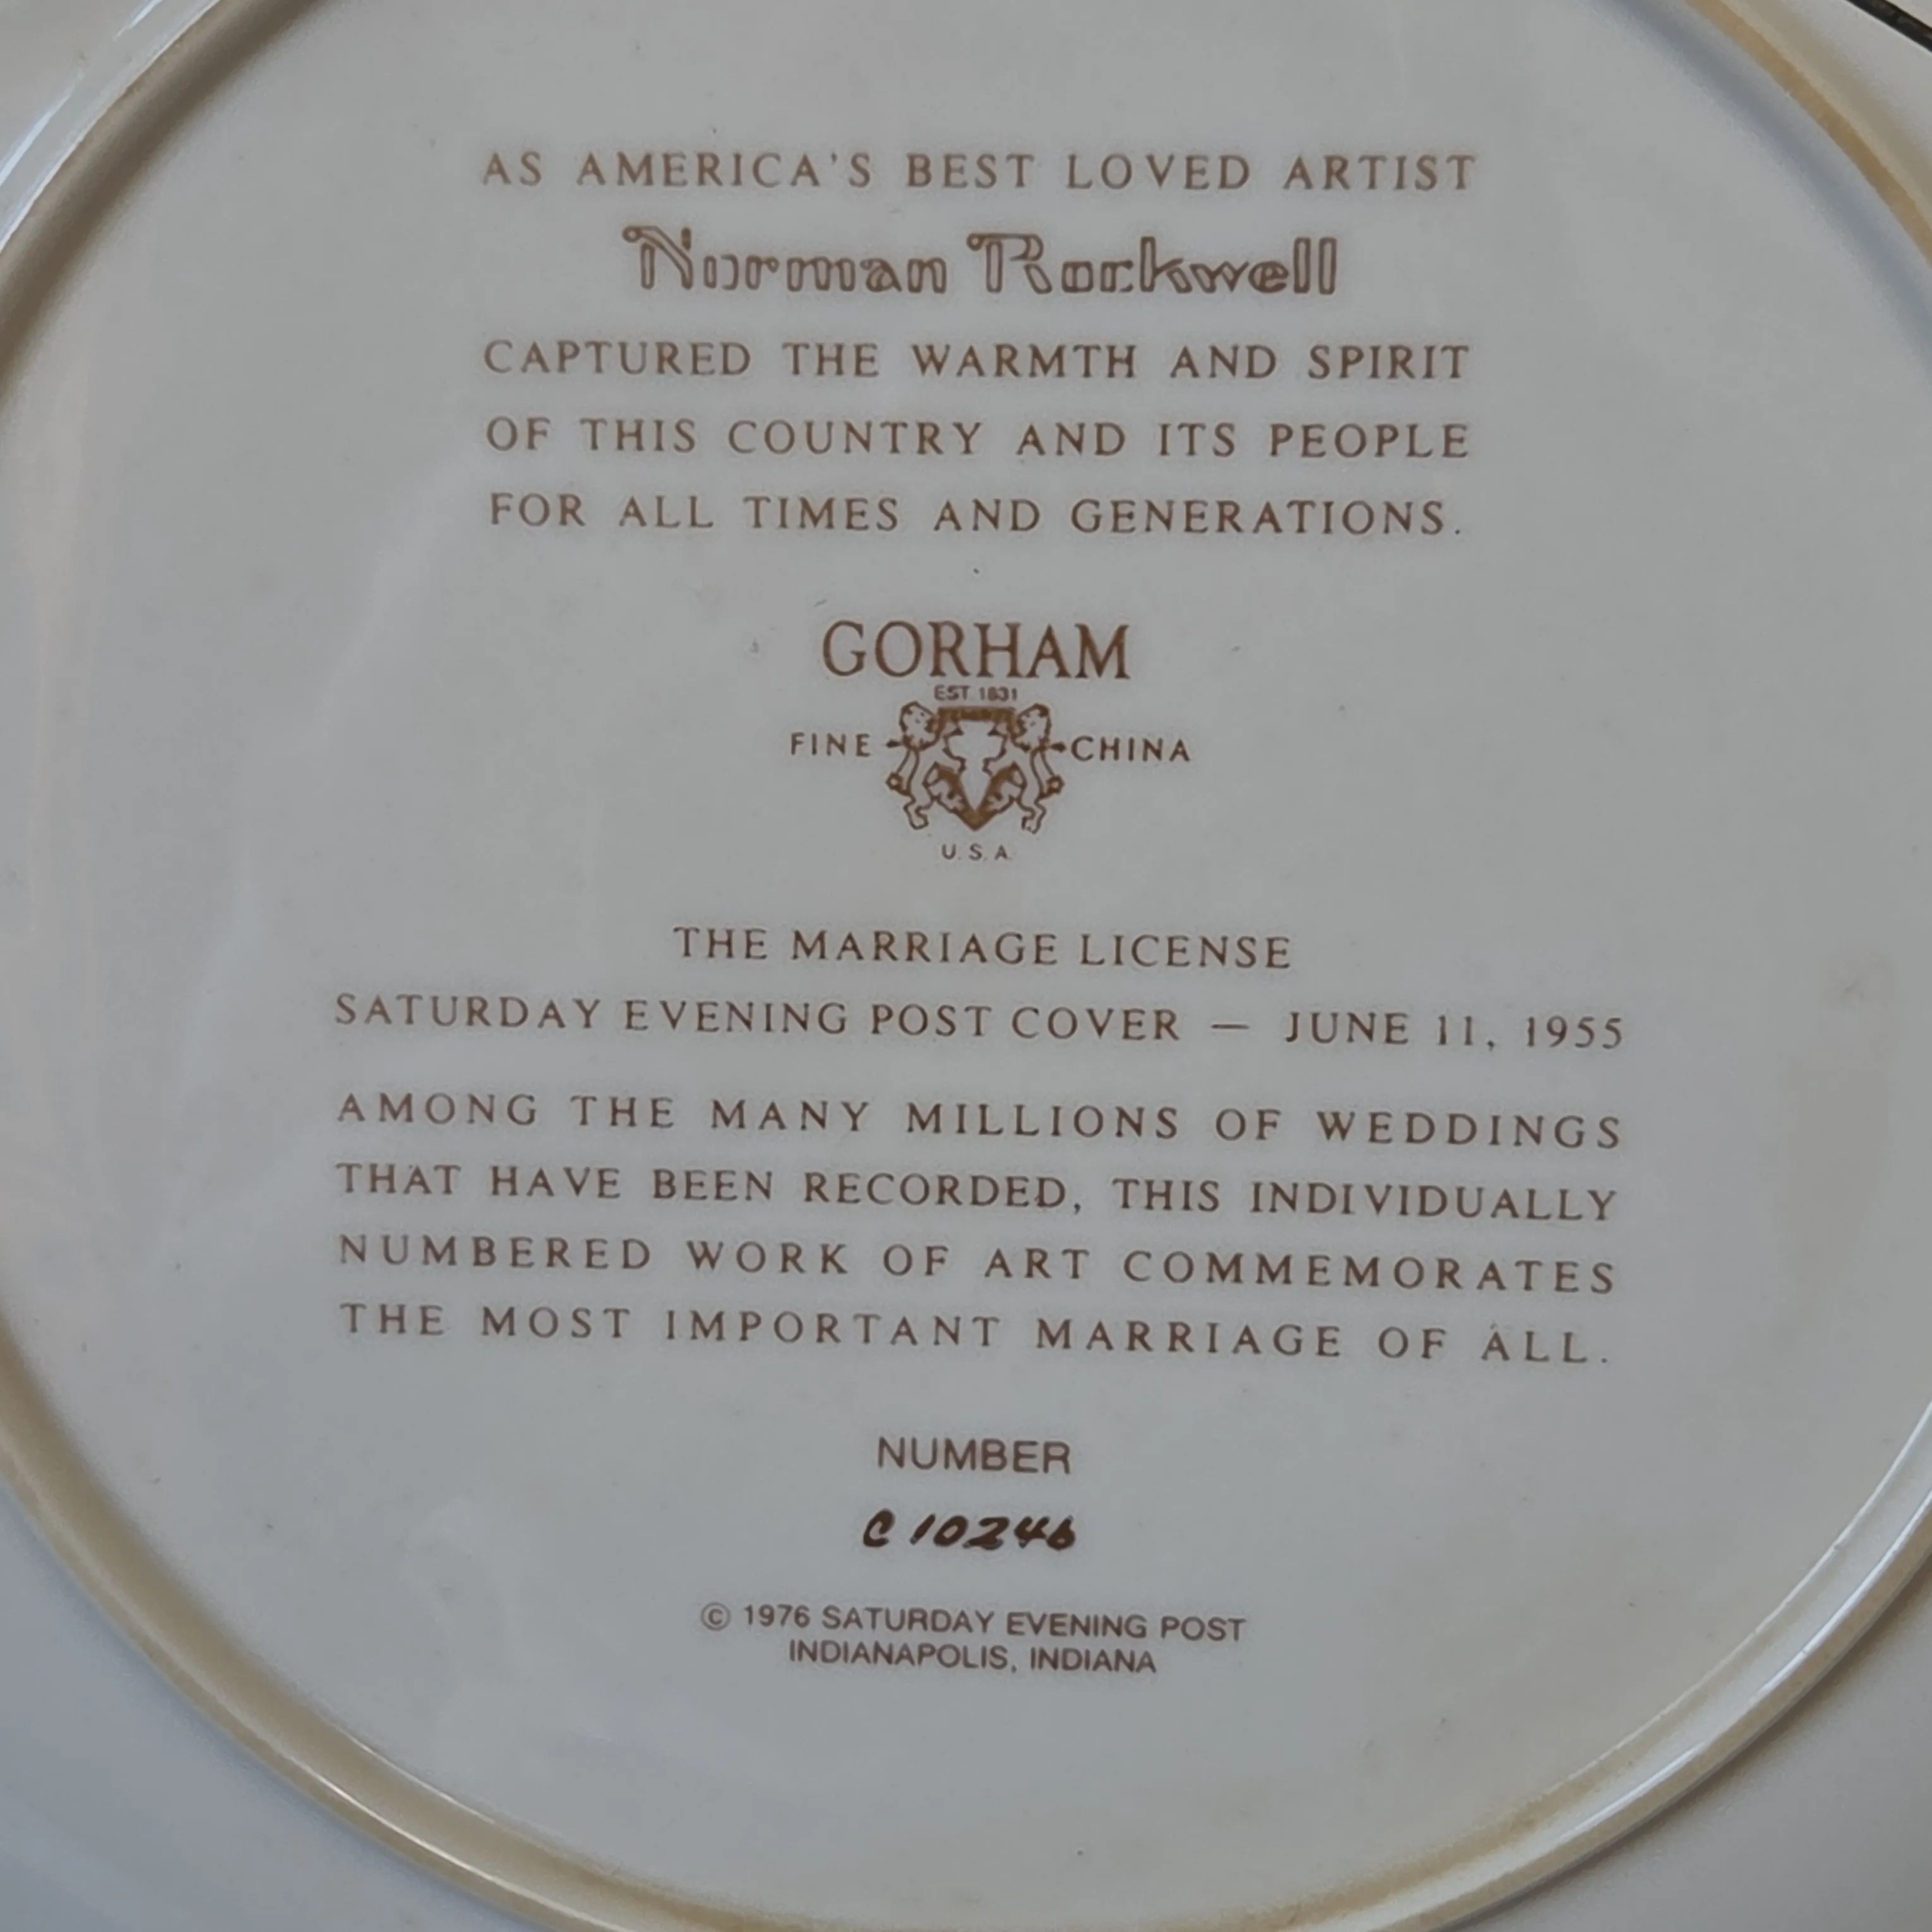 AS AMERICA'S BEST LOVED ARTIST
Norman Rockwell
CAPTURED THE WARMTH AND SPIRIT
OF THIS COUNTRY AND ITS PEOPLE
FOR ALL TIMES AND GENERATIONS.
GORHAM
EST. 1831
FINE CHINA
U.S.A.
THE MARRIAGE LICENSE
SATURDAY EVENING POST COVER — JUNE 11, 1955
AMONG THE MANY MILLIONS OF WEDDINGS
THAT HAVE BEEN RECORDED, THIS INDIVIDUALLY
NUMBERED WORK OF ART COMMEMORATES
THE MOST IMPORTANT MARRIAGE OF ALL.
NUMBER
C 10246
© 1976 SATURDAY EVENING POST
INDIANAPOLIS, INDIANA